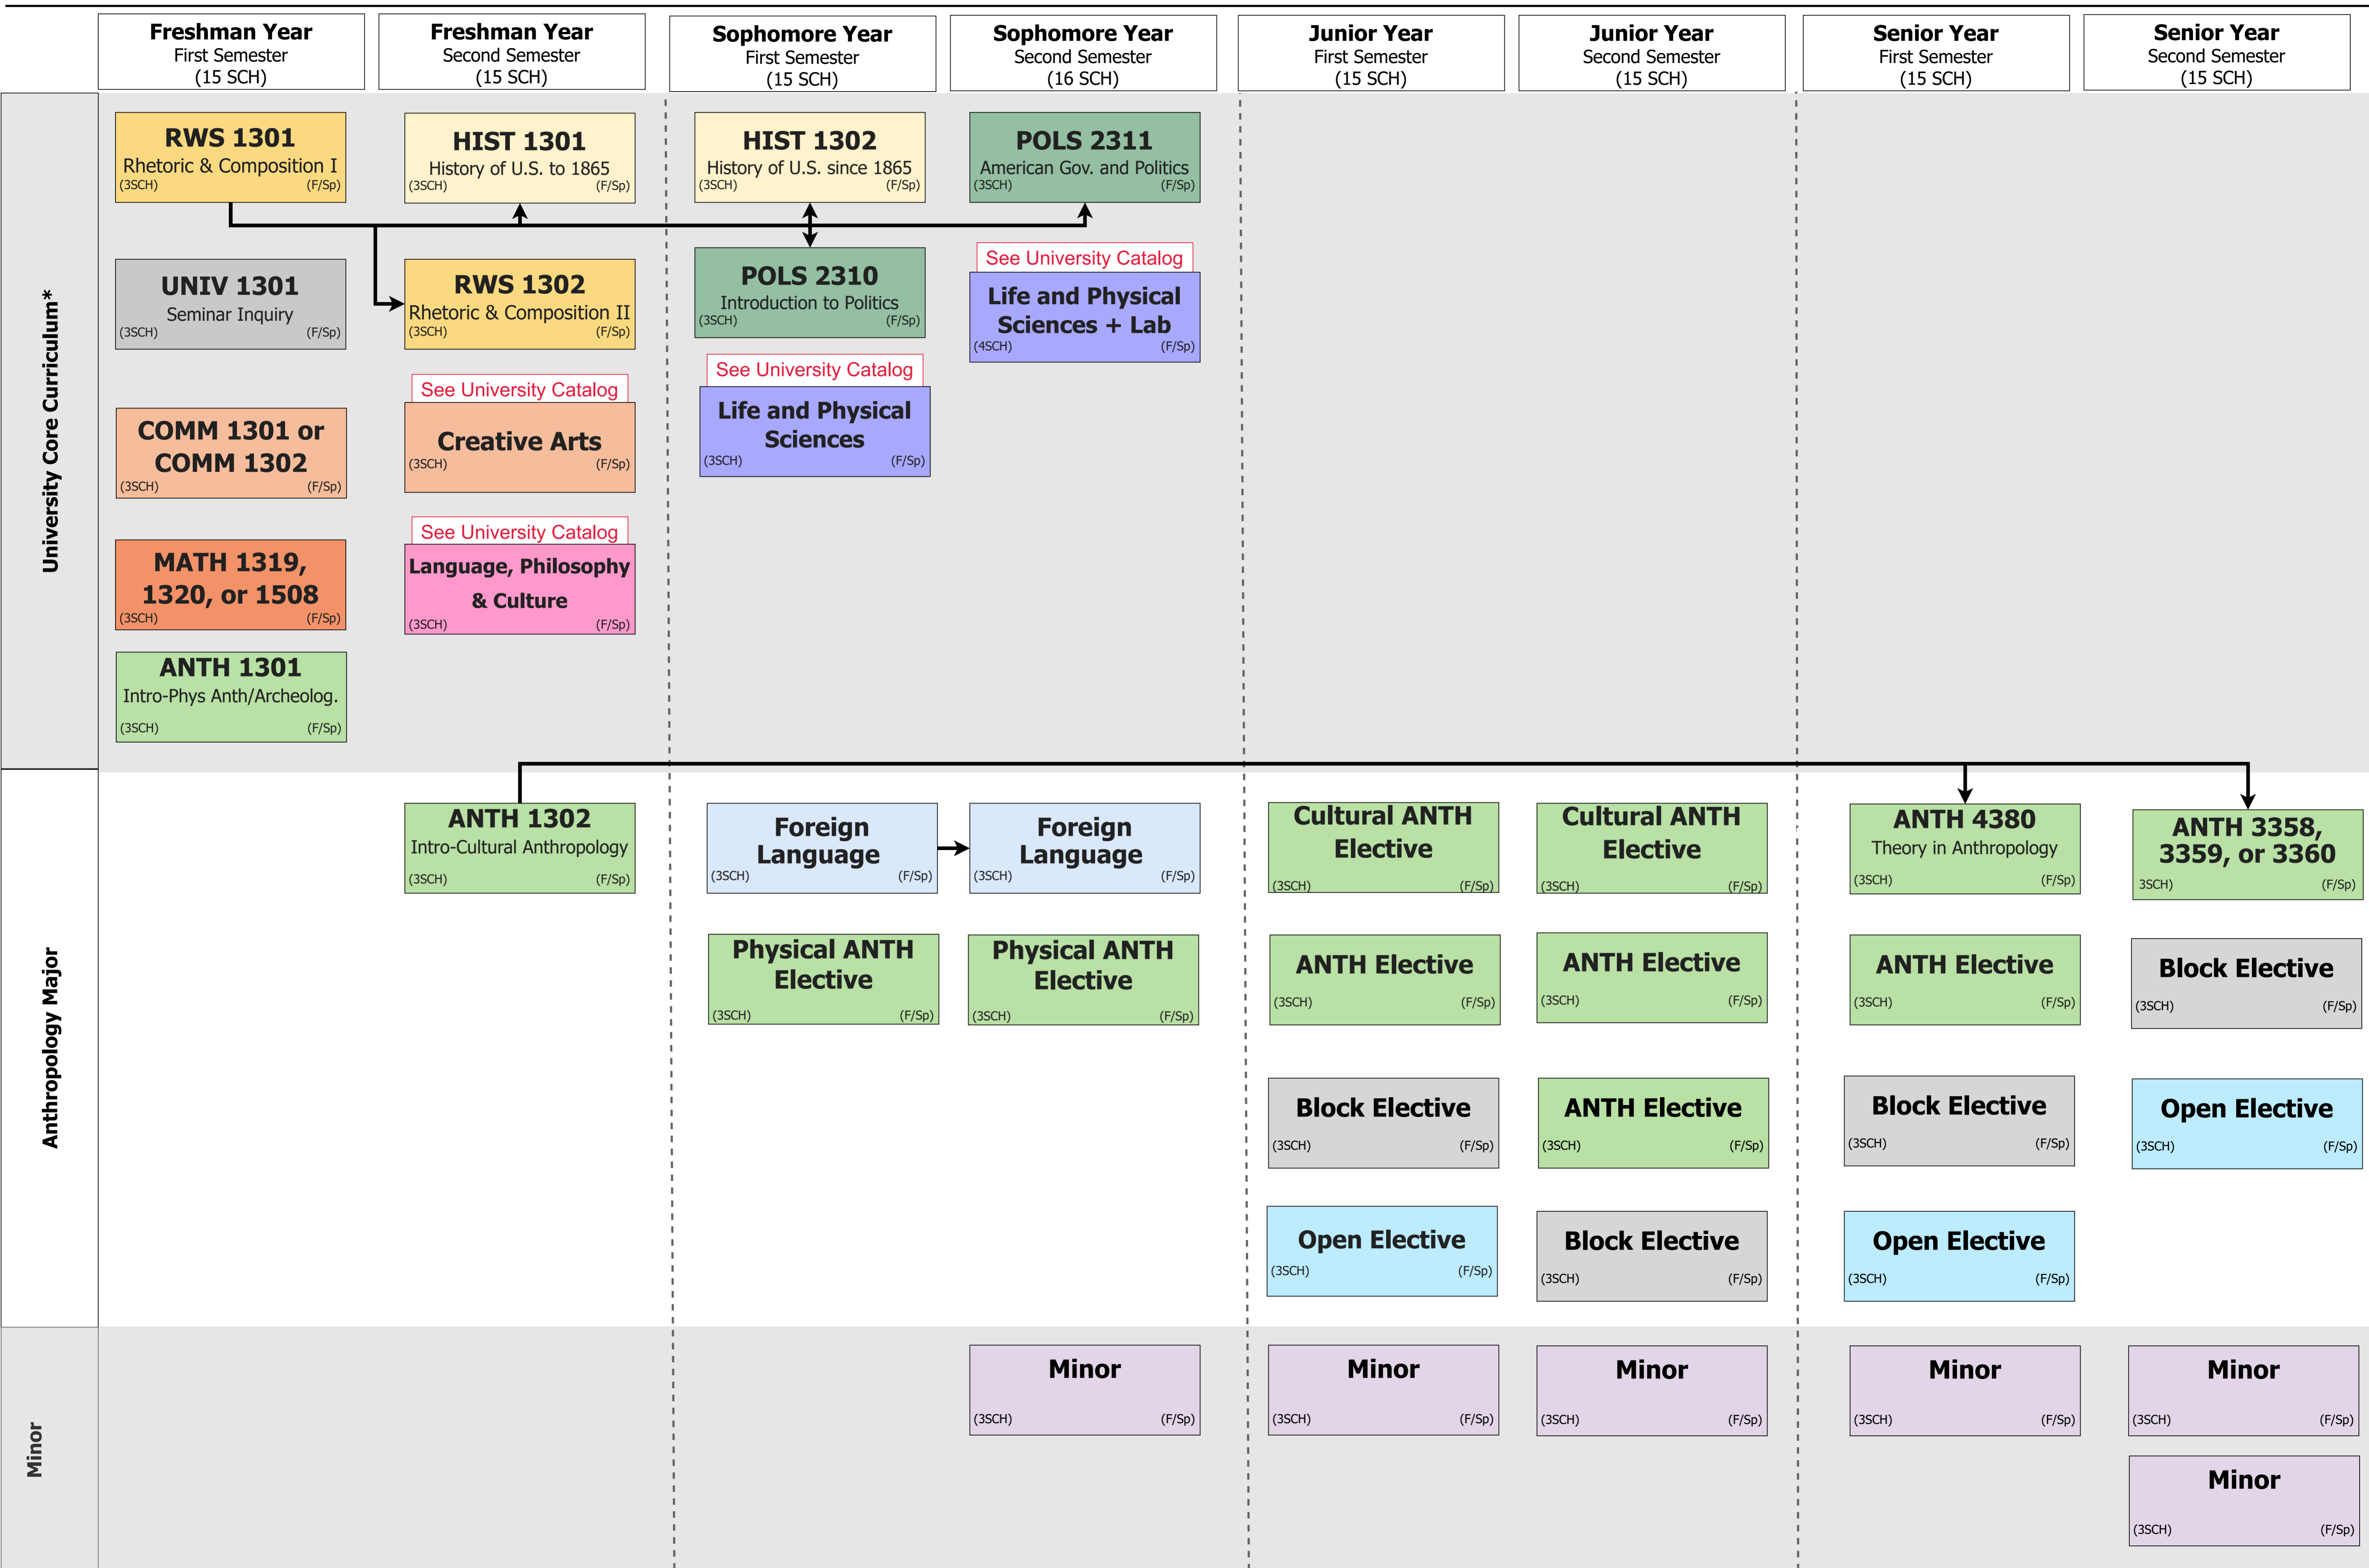 Freshman Year
First Semester
(15 SCH)
Freshman Year
Second Semester
(15 SCH)
Sophomore Year
First Semester
(15 SCH)
Sophomore Year
Second Semester
(16 SCH)
Junior Year
First Semester
(15 SCH)
Junior Year
Second Semester
(15 SCH)
Senior Year
First Semester
(15 SCH)
Senior Year
Second Semester
(15 SCH)
University Core Curriculum*
RWS 1301
Rhetoric & Composition I
(3SCH) (F/Sp)
HIST 1301
History of U.S. to 1865
(3SCH) (F/Sp)
HIST 1302
History of U.S. since 1865
(3SCH) (F/Sp)
POLS 2311
American Gov. and Politics
(3SCH) (F/Sp)
UNIV 1301
Seminar Inquiry
(3SCH) (F/Sp)
RWS 1302
Rhetoric & Composition II
(3SCH) (F/Sp)
POLS 2310
Introduction to Politics
(3SCH) (F/Sp)
See University Catalog
Life and Physical
Sciences + Lab
(4SCH) (F/Sp)
COMM 1301 or
COMM 1302
(3SCH) (F/Sp)
See University Catalog
Creative Arts
(3SCH) (F/Sp)
See University Catalog
Life and Physical
Sciences
(3SCH) (F/Sp)
MATH 1319,
1320, or 1508
(3SCH) (F/Sp)
See University Catalog
Language, Philosophy
& Culture
(3SCH) (F/Sp)
ANTH 1301
Intro-Phys Anth/Archeolog.
(3SCH) (F/Sp)
Anthropology Major
ANTH 1302
Intro-Cultural Anthropology
(3SCH) (F/Sp)
Foreign
Language
(3SCH) (F/Sp)
Foreign
Language
(3SCH) (F/Sp)
Cultural ANTH
Elective
(3SCH) (F/Sp)
Cultural ANTH
Elective
(3SCH) (F/Sp)
ANTH 4380
Theory in Anthropology
(3SCH) (F/Sp)
ANTH 3358,
3359, or 3360
3SCH) (F/Sp)
Physical ANTH
Elective
(3SCH) (F/Sp)
Physical ANTH
Elective
(3SCH) (F/Sp)
ANTH Elective
(3SCH) (F/Sp)
ANTH Elective
(3SCH) (F/Sp)
ANTH Elective
(3SCH) (F/Sp)
Block Elective
(3SCH) (F/Sp)
Block Elective
(3SCH) (F/Sp)
ANTH Elective
(3SCH) (F/Sp)
Block Elective
(3SCH) (F/Sp)
Open Elective
(3SCH) (F/Sp)
Open Elective
(3SCH) (F/Sp)
Block Elective
(3SCH) (F/Sp)
Open Elective
(3SCH) (F/Sp)
Minor
Minor
(3SCH) (F/Sp)
Minor
(3SCH) (F/Sp)
Minor
(3SCH) (F/Sp)
Minor
(3SCH) (F/Sp)
Minor
(3SCH) (F/Sp)
Minor
(3SCH) (F/Sp)